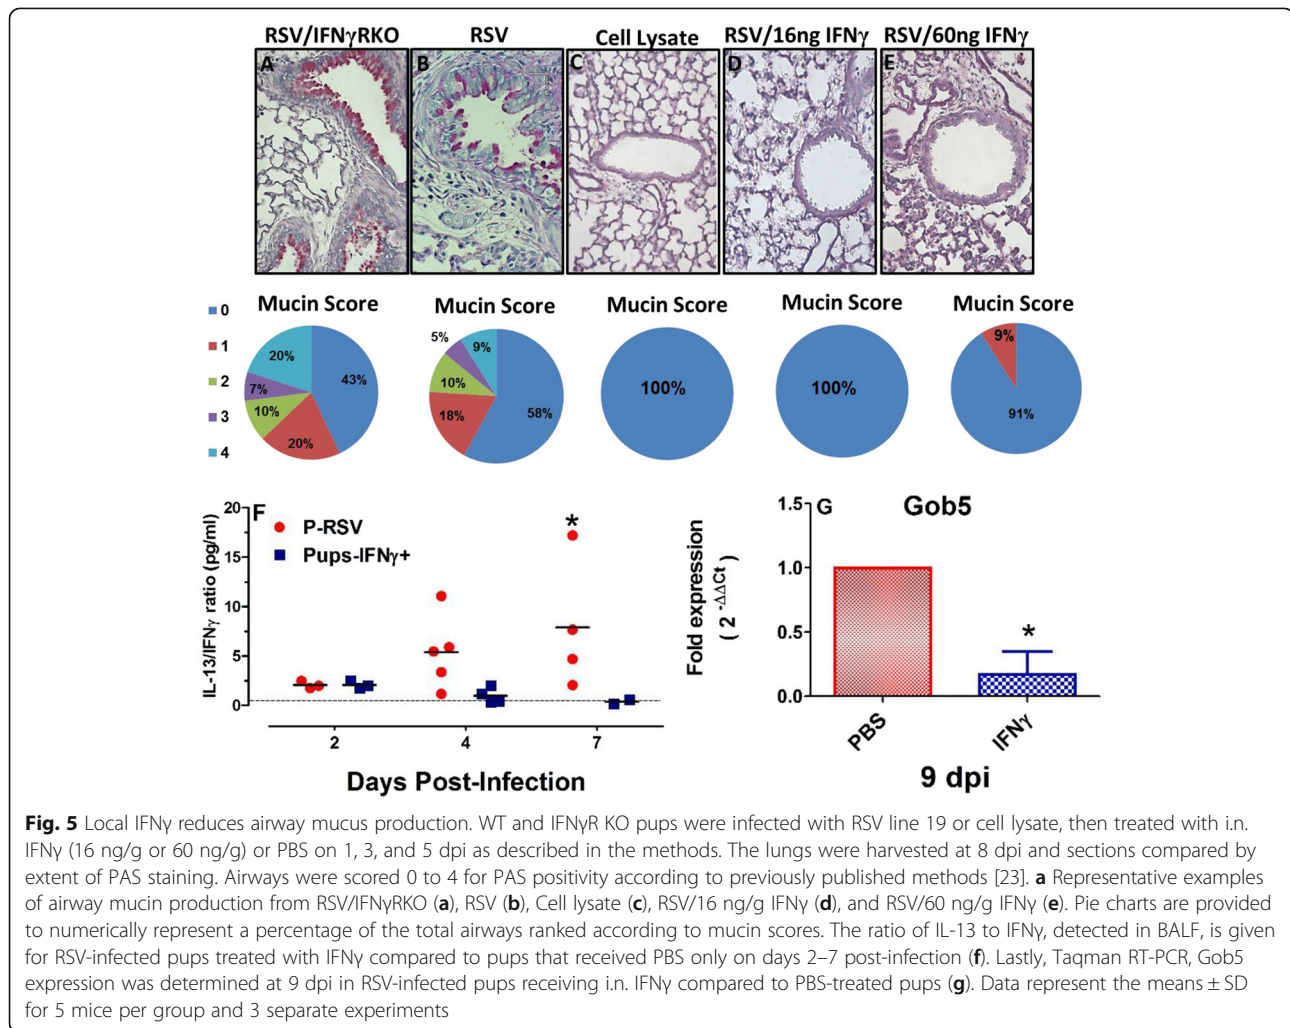 RSV/IFNγRKO RSV Cell Lysate RSV/16ng IFNγ RSV/60ng IFNγ
A B C D E
Mucin Score Mucin Score Mucin Score Mucin Score Mucin Score
0
1
2
3
4
43% 20% 10% 7% 20%
58% 18% 10% 5% 9%
100%
100%
91% 9%
F
IL-13/IFNγ ratio (pg/ml)
20
15
10
5
0
P-RSV
Pups-IFNγ+
*
2 4 7
Days Post-Infection
G Gob5
Fold expression
( 2 -ΔΔCt )
1.5
1.0
0.5
0.0
*
PBS IFNγ
9 dpi
Fig. 5 Local IFNγ reduces airway mucus production. WT and IFNγR KO pups were infected with RSV line 19 or cell lysate, then treated with i.n.
IFNγ (16 ng/g or 60 ng/g) or PBS on 1, 3, and 5 dpi as described in the methods. The lungs were harvested at 8 dpi and sections compared by
extent of PAS staining. Airways were scored 0 to 4 for PAS positivity according to previously published methods [23]. a Representative examples
of airway mucin production from RSV/IFNγRKO (a), RSV (b), Cell lysate (c), RSV/16 ng/g IFNγ (d), and RSV/60 ng/g IFNγ (e). Pie charts are provided
to numerically represent a percentage of the total airways ranked according to mucin scores. The ratio of IL-13 to IFNγ, detected in BALF, is given
for RSV-infected pups treated with IFNγ compared to pups that received PBS only on days 2–7 post-infection (f). Lastly, Taqman RT-PCR, Gob5
expression was determined at 9 dpi in RSV-infected pups receiving i.n. IFNγ compared to PBS-treated pups (g). Data represent the means ± SD
for 5 mice per group and 3 separate experiments